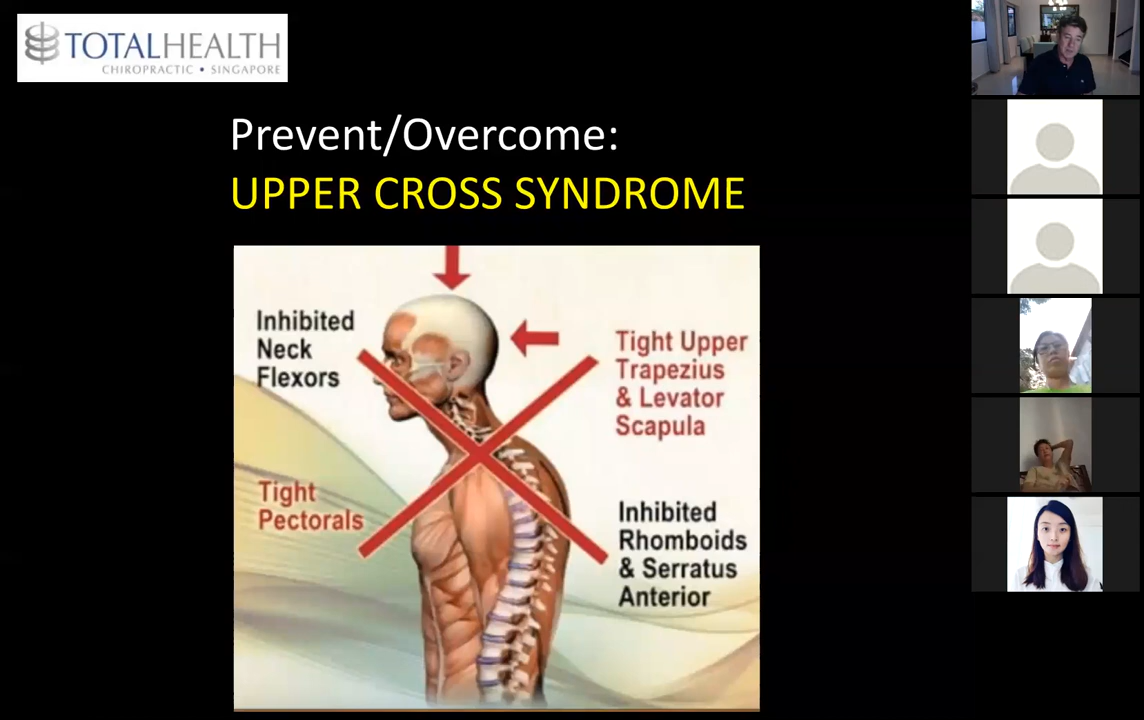 TOTALHEALTH
CHIROPRACTIC • SINGAPORE
Prevent/Overcome:
UPPER CROSS SYNDROME
Inhibited
Neck
Flexors
Tight Upper
Trapezius
& Levator
Scapula
Tight
Pectorals
Inhibited
Rhomboids
& Serratus
Anterior